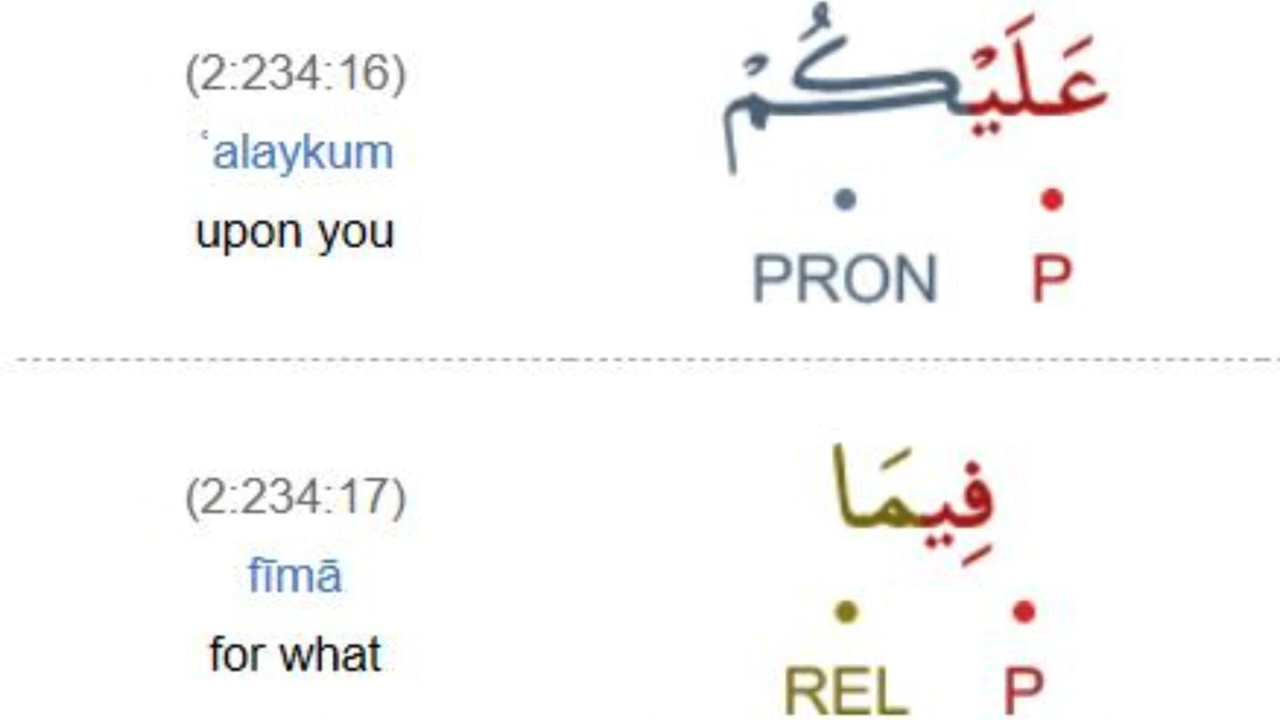 (2:234:16)
ʿalaykum
upon you
عَلَيْكُمْ
PRON P
(2:234:17)
fīmā
for what
فِيمَا
REL P